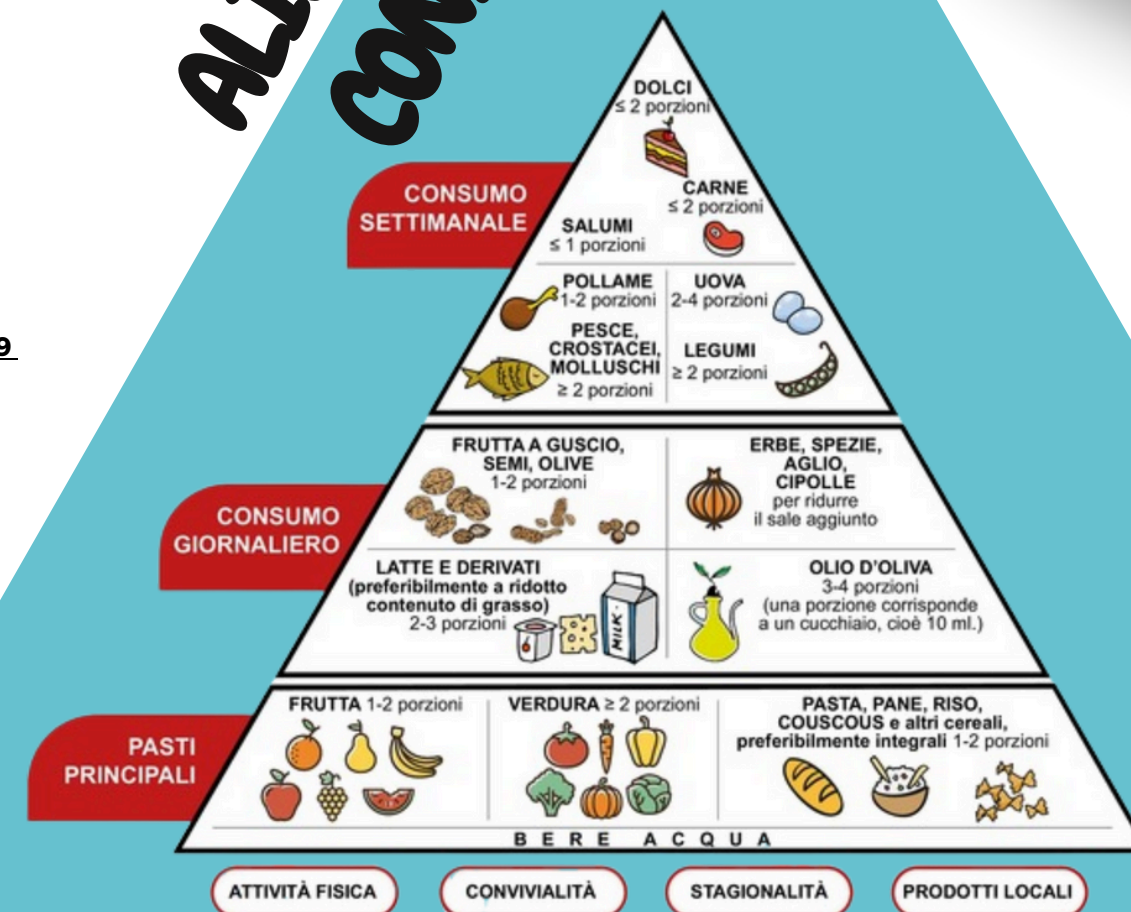 DOLCI
≤ 2 porzioni
CARNE
≤ 2 porzioni
SALUMI
≤ 1 porzioni
CONSUMO
SETTIMANALE
POLLAME
1-2 porzioni
UOVA
2-4 porzioni
PESCE,
CROSTACEI,
MOLLUSCHI
≥ 2 porzioni
LEGUMI
≥ 2 porzioni
9
FRUTTA A GUSCIO,
SEMI, OLIVE
1-2 porzioni
ERBE, SPEZIE,
AGLIO,
CIPOLLE
per ridurre
il sale aggiunto
CONSUMO
GIORNALIERO
LATTE E DERIVATI
(preferibilmente a ridotto
contenuto di grasso)
2-3 porzioni
MILK
OLIO D'OLIVA
3-4 porzioni
(una porzione corrisponde
a un cucchiaio, cioè 10 ml.)
PASTI
PRINCIPALI
FRUTTA 1-2 porzioni
VERDURA ≥ 2 porzioni
PASTA, PANE, RISO,
COUSCOUS e altri cereali,
preferibilmente integrali 1-2 porzioni
BERE ACQUA
ATTIVITÀ FISICA
CONVIVIALITÀ
STAGIONALITÀ
PRODOTTI LOCALI